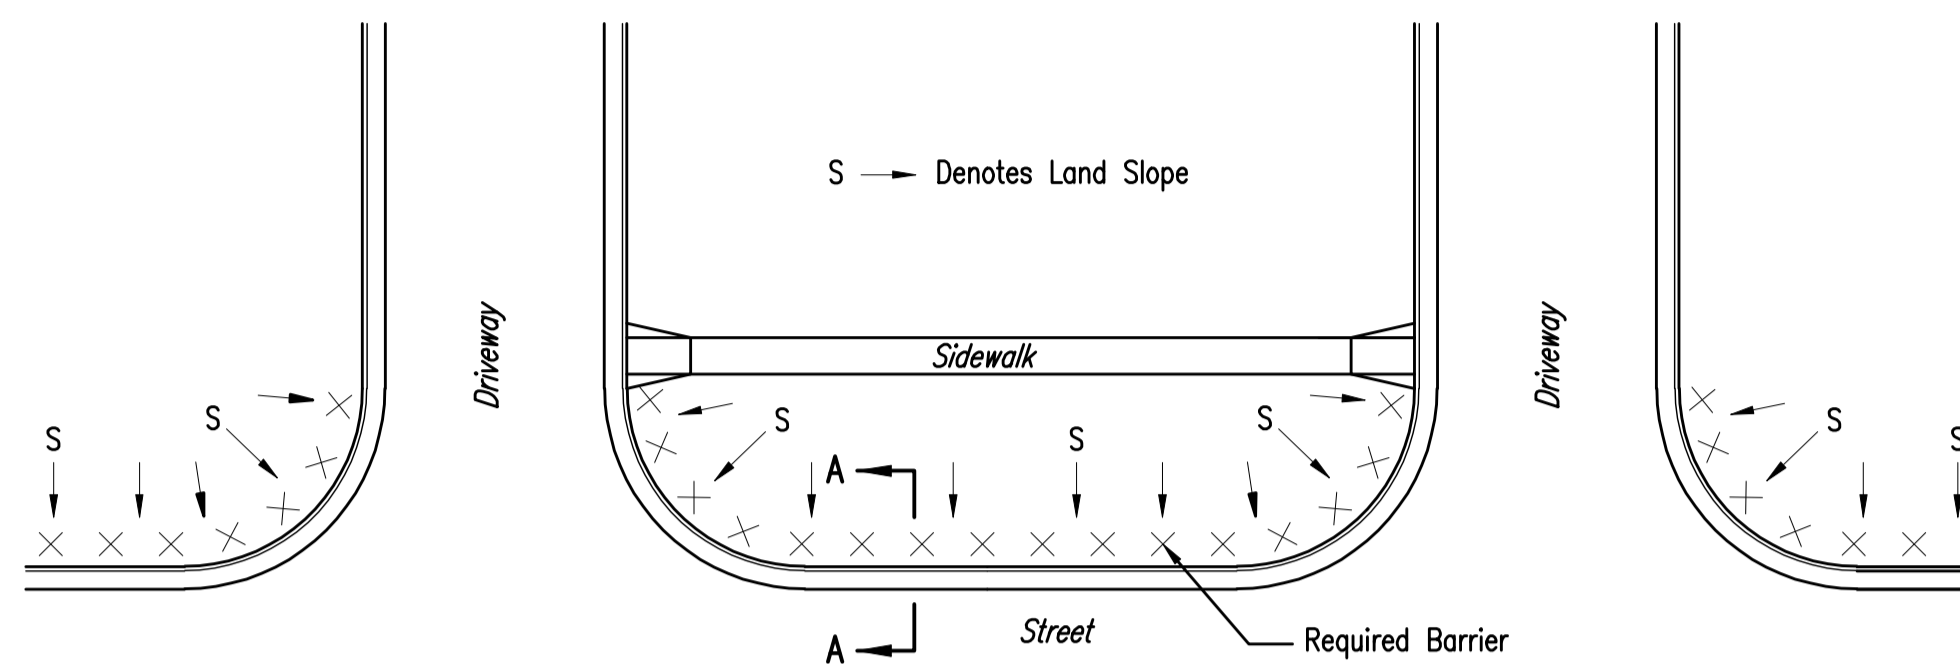 S → Denotes Land Slope
Driveway
Driveway
Sidewalk
S
S
S
S
S
S
S
A
A
Street
Required Barrier